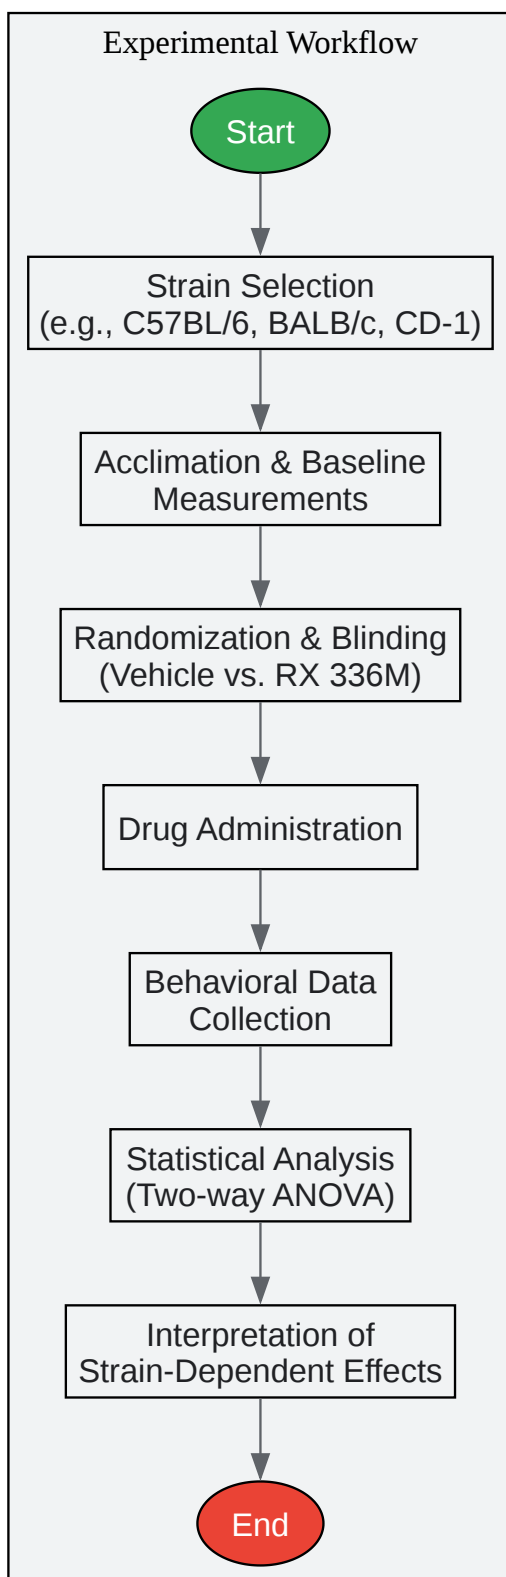 Experimental Workflow
Start
Strain Selection
(e.g., C57BL/6, BALB/c, CD-1)
Acclimation & Baseline
Measurements
Randomization & Blinding
(Vehicle vs. RX 336M)
Drug Administration
Behavioral Data
Collection
Statistical Analysis
(Two-way ANOVA)
Interpretation of
Strain-Dependent Effects
End